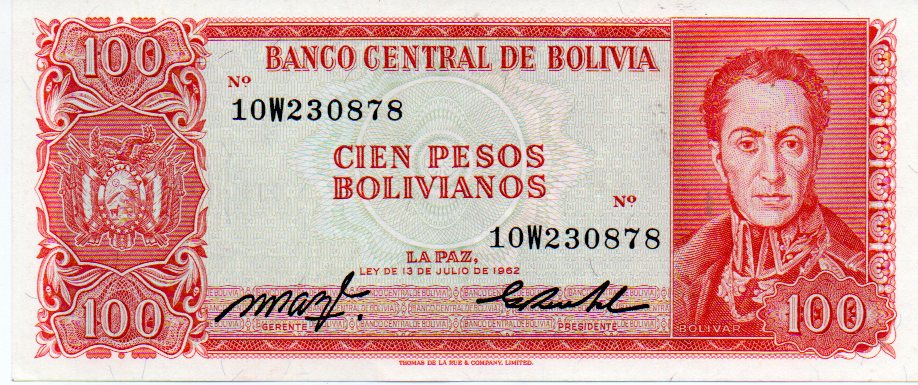 100
BANCO CENTRAL DE BOLIVIA
Nº
10W230878
CIEN PESOS
BOLIVIANOS
Nº
10W230878
LA PAZ,
LEY DE 13 DE JULIO DE 1962
GERENTE
PRESIDENTE
BOLIVAR
100
100
THOMAS DE LA RUE & COMPANY, LIMITED.